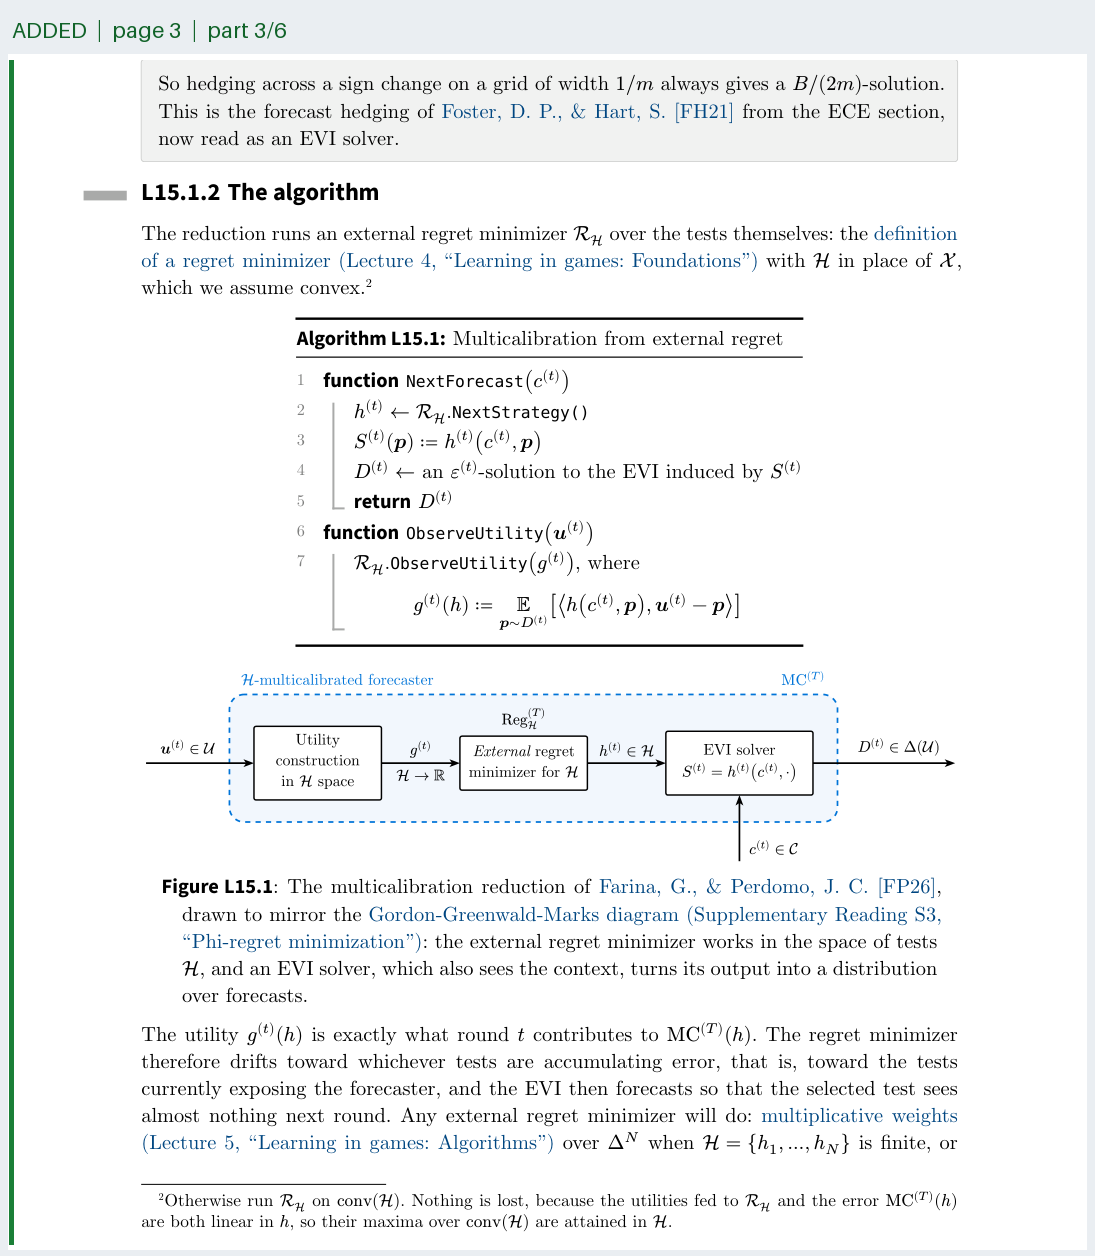 ADDED | page 3 | part 3/6
So hedging across a sign change on a grid of width 1/m always gives a B/(2m)-solution.
This is the forecast hedging of Foster, D. P., & Hart, S. [FH21] from the ECE section,
now read as an EVI solver.
L15.1.2 The algorithm
The reduction runs an external regret minimizer ℛ_ℋ over the tests themselves: the definition
of a regret minimizer (Lecture 4, “Learning in games: Foundations”) with ℋ in place of 𝒳,
which we assume convex.²
Algorithm L15.1: Multicalibration from external regret
1 function NextForecast(c⁽ᵗ⁾)
2 h⁽ᵗ⁾ ← ℛ_ℋ.NextStrategy()
3 S⁽ᵗ⁾(𝒑) ≔ h⁽ᵗ⁾(c⁽ᵗ⁾, 𝒑)
4 D⁽ᵗ⁾ ← an ε⁽ᵗ⁾-solution to the EVI induced by S⁽ᵗ⁾
5 return D⁽ᵗ⁾
6 function ObserveUtility(𝒖⁽ᵗ⁾)
7 ℛ_ℋ.ObserveUtility(g⁽ᵗ⁾), where
g⁽ᵗ⁾(h) ≔ 𝔼_{𝒑∼D⁽ᵗ⁾} [⟨h(c⁽ᵗ⁾, 𝒑), 𝒖⁽ᵗ⁾ − 𝒑⟩]
ℋ-multicalibrated forecaster
MC⁽ᵀ⁾
𝒖⁽ᵗ⁾ ∈ 𝒰
Utility
construction
in ℋ space
g⁽ᵗ⁾
ℋ → ℝ
Reg_ℋ⁽ᵀ⁾
External regret
minimizer for ℋ
h⁽ᵗ⁾ ∈ ℋ
EVI solver
S⁽ᵗ⁾ = h⁽ᵗ⁾(c⁽ᵗ⁾, ·)
D⁽ᵗ⁾ ∈ Δ(𝒰)
c⁽ᵗ⁾ ∈ 𝒞
Figure L15.1: The multicalibration reduction of Farina, G., & Perdomo, J. C. [FP26],
drawn to mirror the Gordon-Greenwald-Marks diagram (Supplementary Reading S3,
“Phi-regret minimization”): the external regret minimizer works in the space of tests
ℋ, and an EVI solver, which also sees the context, turns its output into a distribution
over forecasts.
The utility g⁽ᵗ⁾(h) is exactly what round t contributes to MC⁽ᵀ⁾(h). The regret minimizer
therefore drifts toward whichever tests are accumulating error, that is, toward the tests
currently exposing the forecaster, and the EVI then forecasts so that the selected test sees
almost nothing next round. Any external regret minimizer will do: multiplicative weights
(Lecture 5, “Learning in games: Algorithms”) over Δᴺ when ℋ = {h₁, ..., h_N} is finite, or
²Otherwise run ℛ_ℋ on conv(ℋ). Nothing is lost, because the utilities fed to ℛ_ℋ and the error MC⁽ᵀ⁾(h)
are both linear in h, so their maxima over conv(ℋ) are attained in ℋ.